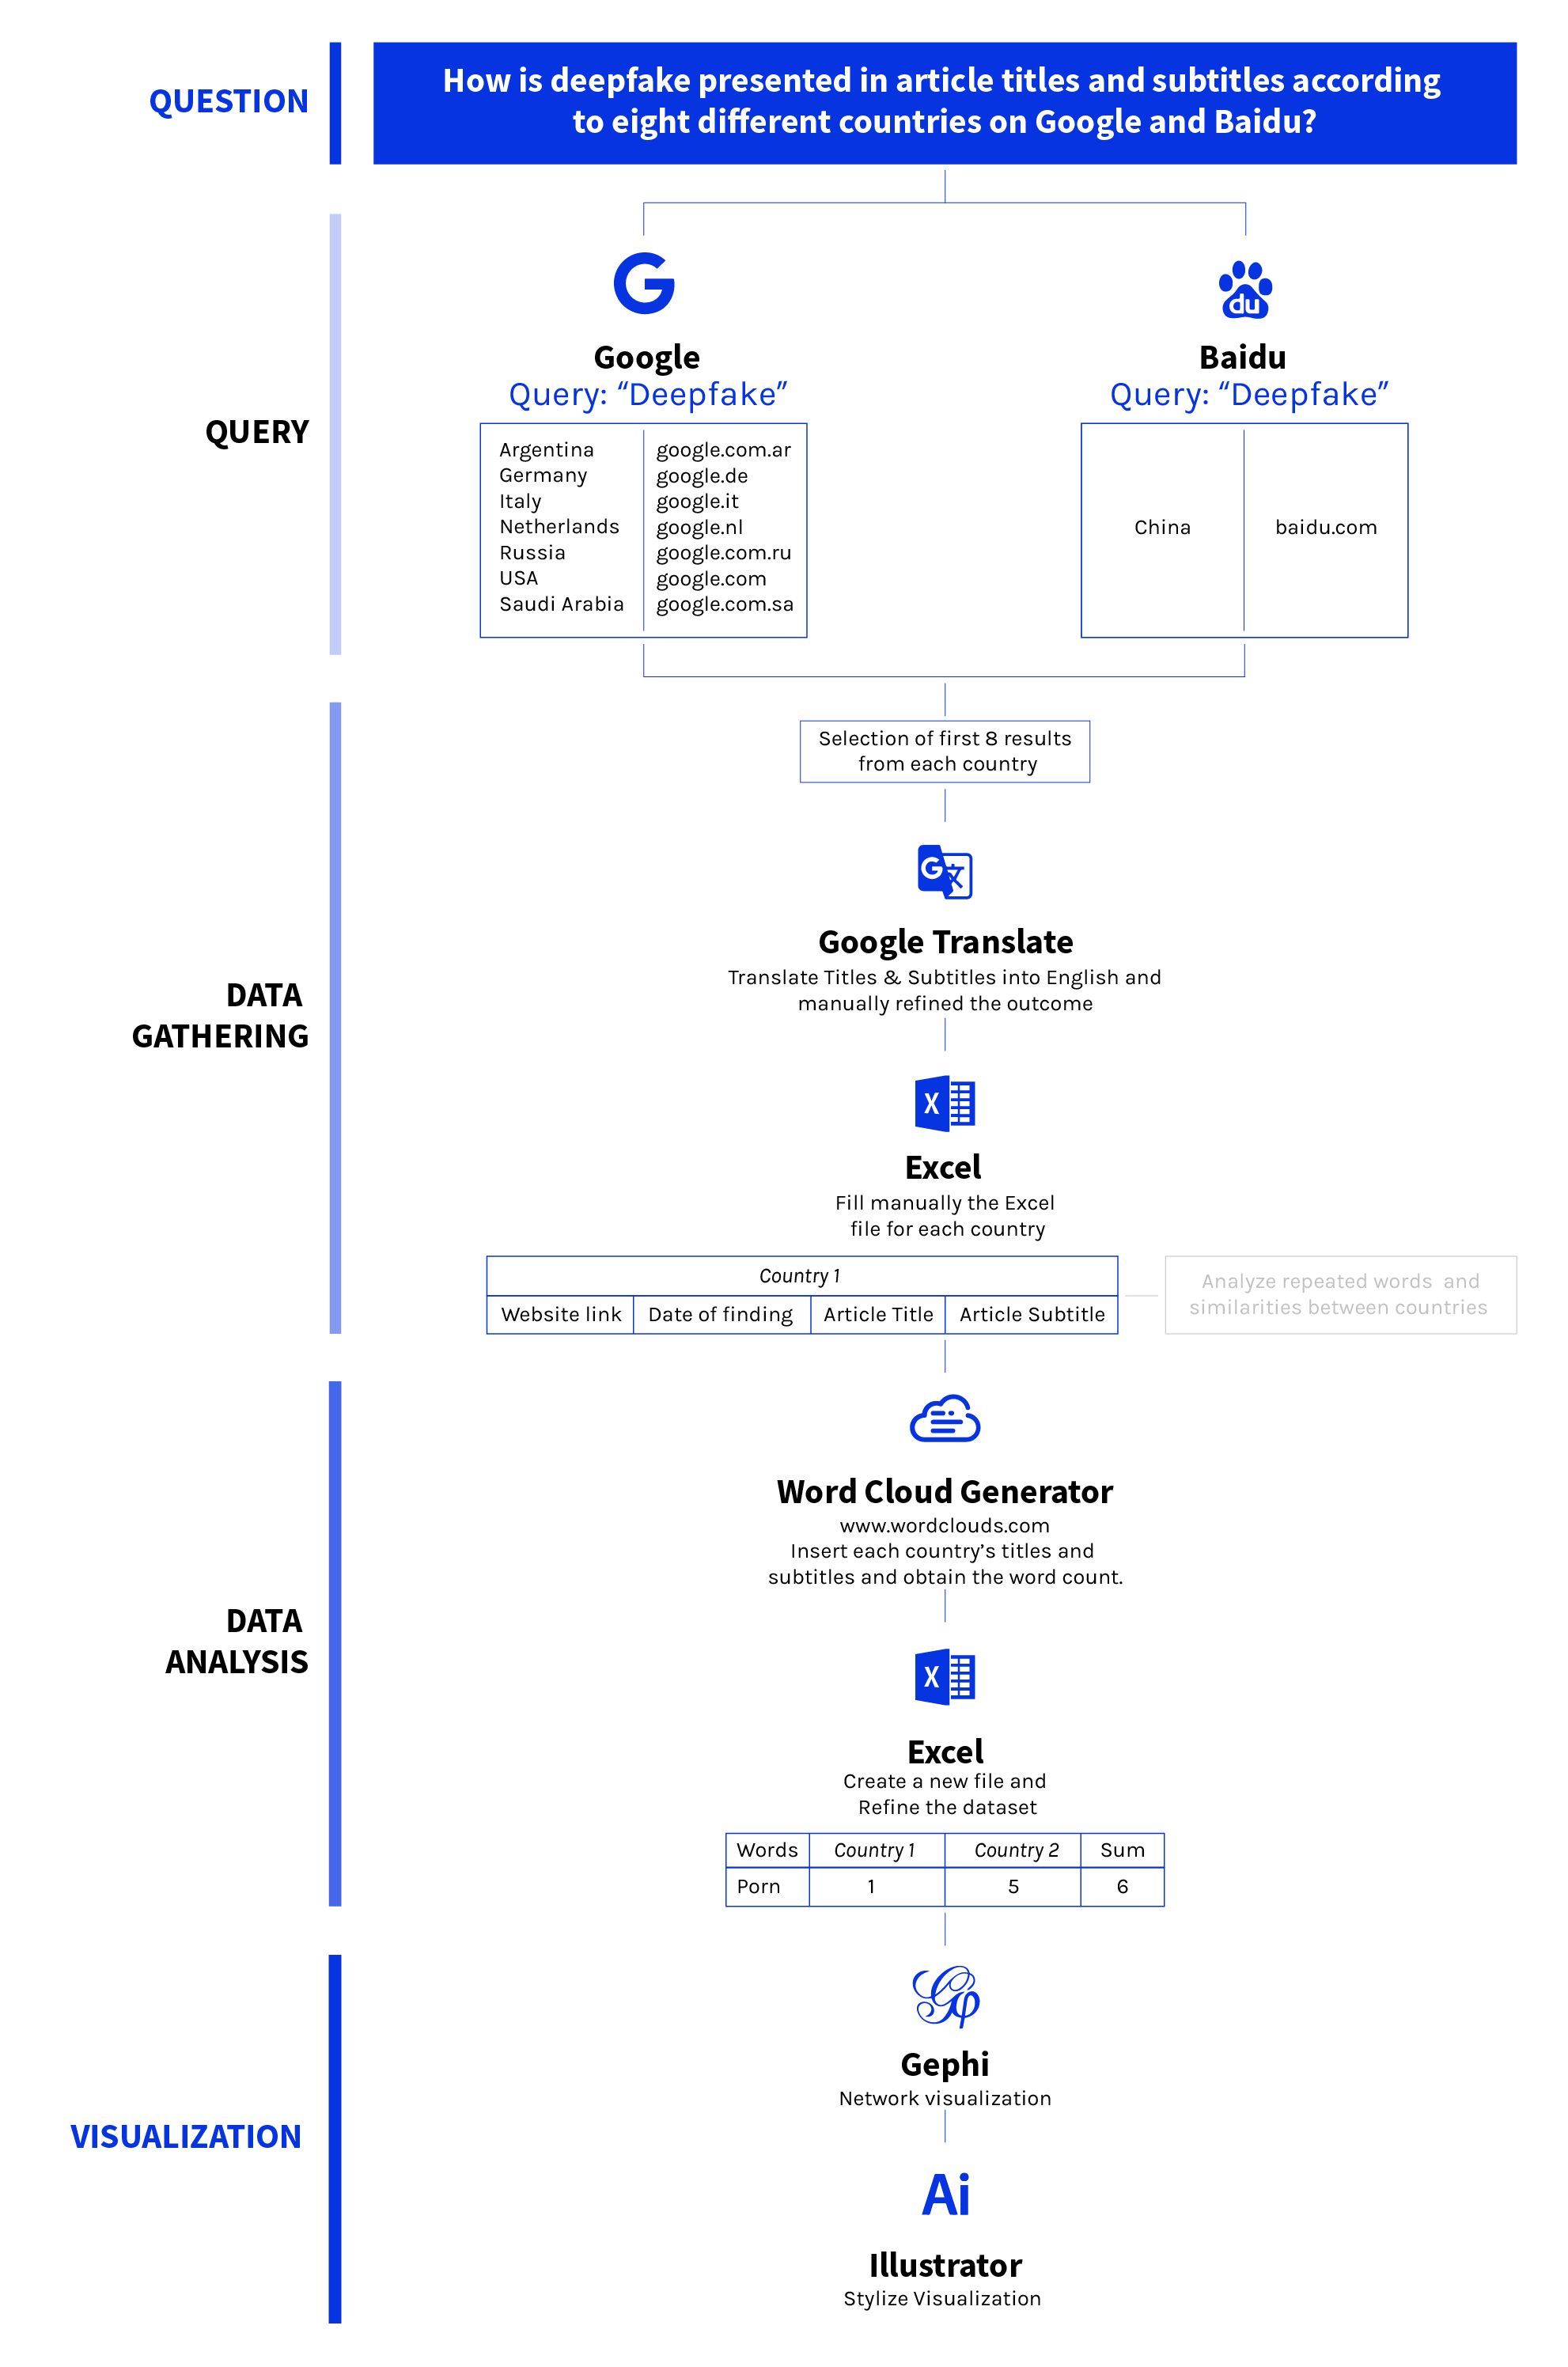 QUESTION
How is deepfake presented in article titles and subtitles according
to eight different countries on Google and Baidu?
QUERY
G
Google
Query: “Deepfake”
Argentina google.com.ar
Germany google.de
Italy google.it
Netherlands google.nl
Russia google.com.ru
USA google.com
Saudi Arabia google.com.sa
du
Baidu
Query: “Deepfake”
China baidu.com
DATA
GATHERING
Selection of first 8 results
from each country
G 文
Google Translate
Translate Titles & Subtitles into English and
manually refined the outcome
X
Excel
Fill manually the Excel
file for each country
Country 1
Website link Date of finding Article Title Article Subtitle
Analyze repeated words and
similarities between countries
DATA
ANALYSIS
Word Cloud Generator
www.wordclouds.com
Insert each country’s titles and
subtitles and obtain the word count.
X
Excel
Create a new file and
Refine the dataset
Words Country 1 Country 2 Sum
Porn 1 5 6
VISUALIZATION
Gφ
Gephi
Network visualization
Ai
Illustrator
Stylize Visualization